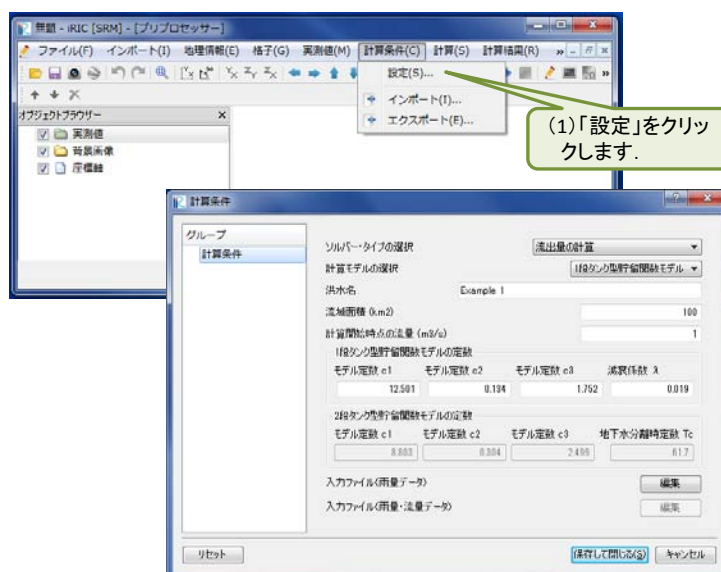 無題 - iRIC [SRM] - [プリプロセッサー]
ファイル(F) インポート(I) 地理情報(E) 格子(G) 実測値(M) 計算条件(C) 計算(S) 計算結果(R) »
設定(S)...
インポート(I)...
エクスポート(E)...
(1)「設定」をクリッ
クします.
オブジェクトブラウザー
実測値
背景画像
座標軸
計算条件
グループ
計算条件
ソルバー・タイプの選択 流出量の計算
計算モデルの選択 1段タンク型貯留関数モデル
洪水名 Example 1
流域面積 (km2) 100
計算開始時点の流量 (m3/s) 1
1段タンク型貯留関数モデルの定数
モデル定数 c1 モデル定数 c2 モデル定数 c3 減衰係数 λ
12.501 0.134 1.752 0.019
2段タンク型貯留関数モデルの定数
モデル定数 c1 モデル定数 c2 モデル定数 c3 地下水分離時定数 Tc
8.803 0.304 2.499 61.7
入力ファイル(雨量データ) 編集
入力ファイル(雨量・流量データ) 編集
リセット 保存して閉じる(S) キャンセル